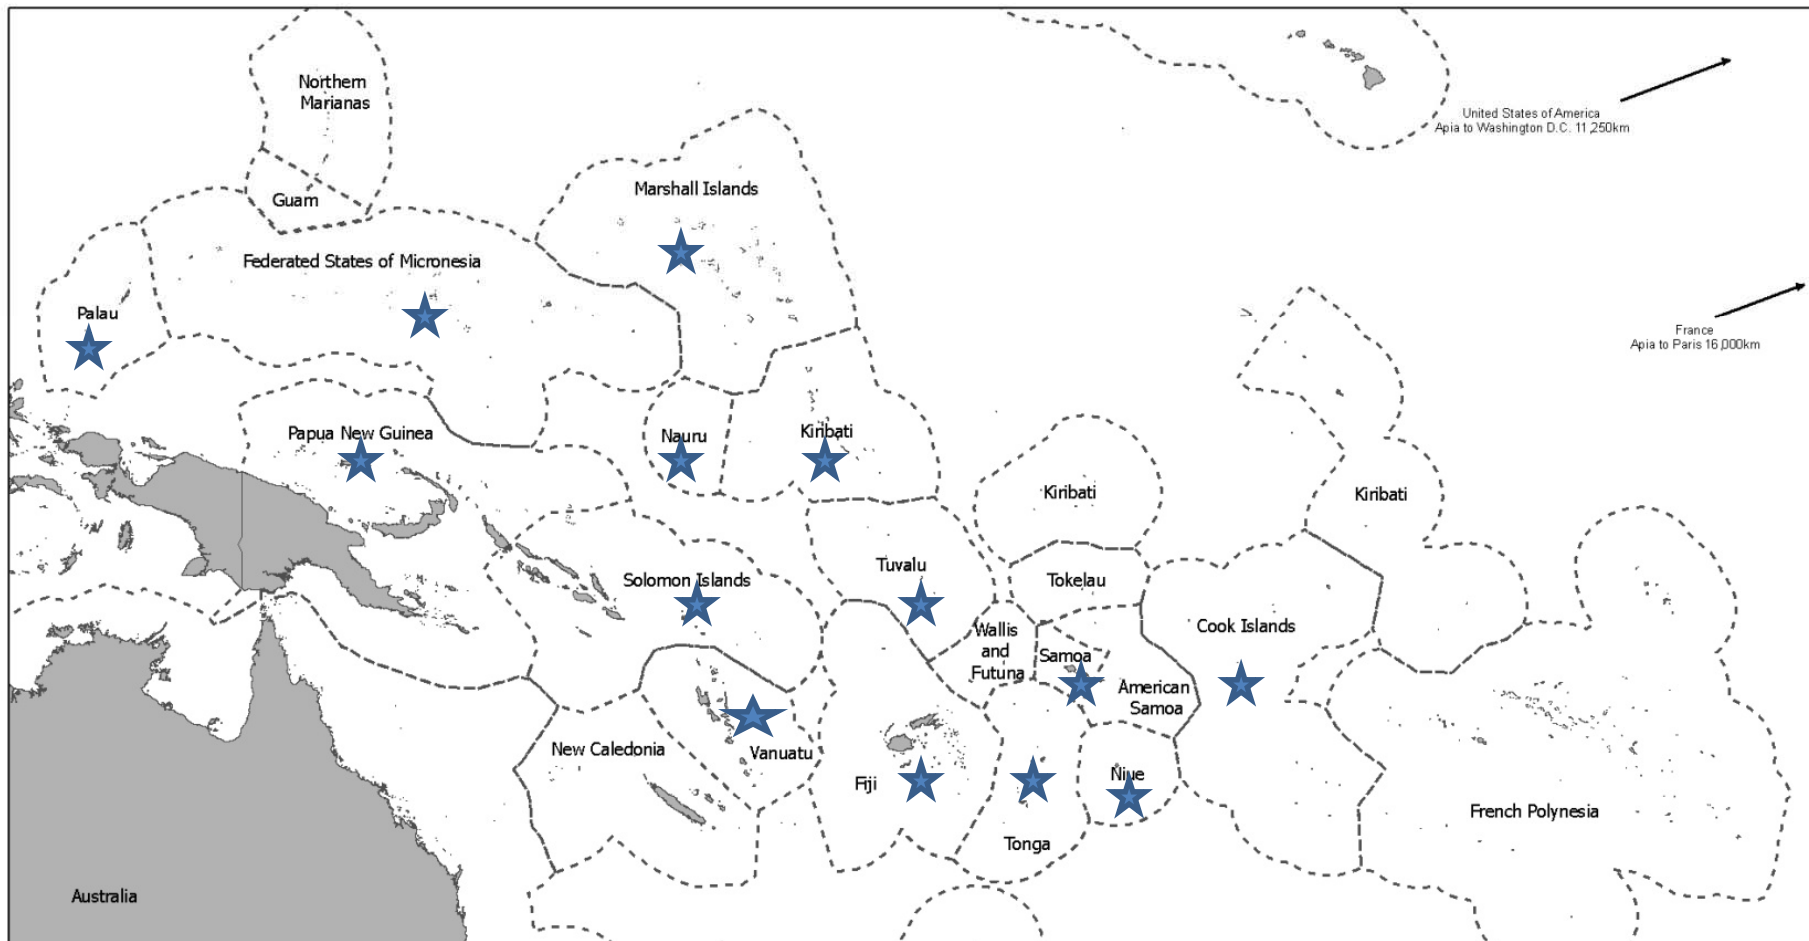 Northern
Marianas
United States of America
Apia to Washington D.C. 11,250km
Guam
Marshall Islands
Federated States of Micronesia
Palau
France
Apia to Paris 16,000km
Papua New Guinea
Nauru
Kiribati
Kiribati
Kiribati
Tuvalu
Tokelau
Solomon Islands
Cook Islands
Wallis
and
Futuna
Samoa
American
Samoa
New Caledonia
Vanuatu
Fiji
Niue
French Polynesia
Tonga
Australia